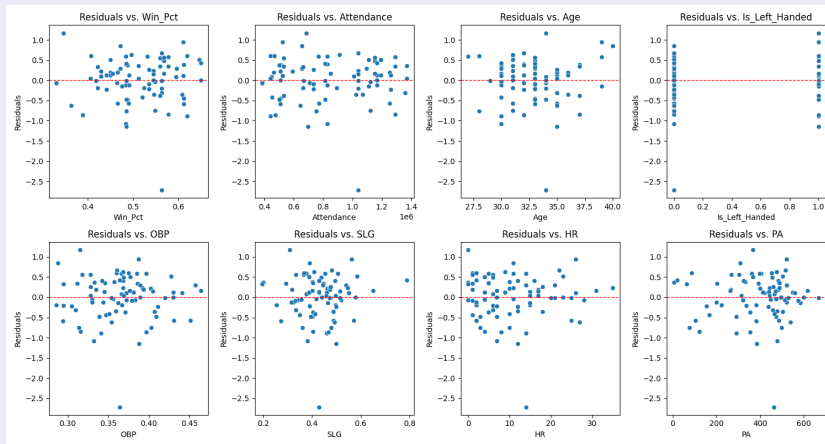 Residuals vs. Win_Pct
Residuals vs. Attendance
Residuals vs. Age
Residuals vs. Is_Left_Handed
1.0
0.5
0.0
-0.5
-1.0
-1.5
-2.0
-2.5
Residuals
0.4 0.5 0.6
Win_Pct
1.0
0.5
0.0
-0.5
-1.0
-1.5
-2.0
-2.5
Residuals
0.4 0.6 0.8 1.0 1.2 1.4
1e6
Attendance
1.0
0.5
0.0
-0.5
-1.0
-1.5
-2.0
-2.5
Residuals
27.5 30.0 32.5 35.0 37.5 40.0
Age
1.0
0.5
0.0
-0.5
-1.0
-1.5
-2.0
-2.5
Residuals
0.0 0.2 0.4 0.6 0.8 1.0
Is_Left_Handed
Residuals vs. OBP
Residuals vs. SLG
Residuals vs. HR
Residuals vs. PA
1.0
0.5
0.0
-0.5
-1.0
-1.5
-2.0
-2.5
Residuals
0.30 0.35 0.40 0.45
OBP
1.0
0.5
0.0
-0.5
-1.0
-1.5
-2.0
-2.5
Residuals
0.2 0.4 0.6 0.8
SLG
1.0
0.5
0.0
-0.5
-1.0
-1.5
-2.0
-2.5
Residuals
0 10 20 30
HR
1.0
0.5
0.0
-0.5
-1.0
-1.5
-2.0
-2.5
Residuals
0 200 400 600
PA